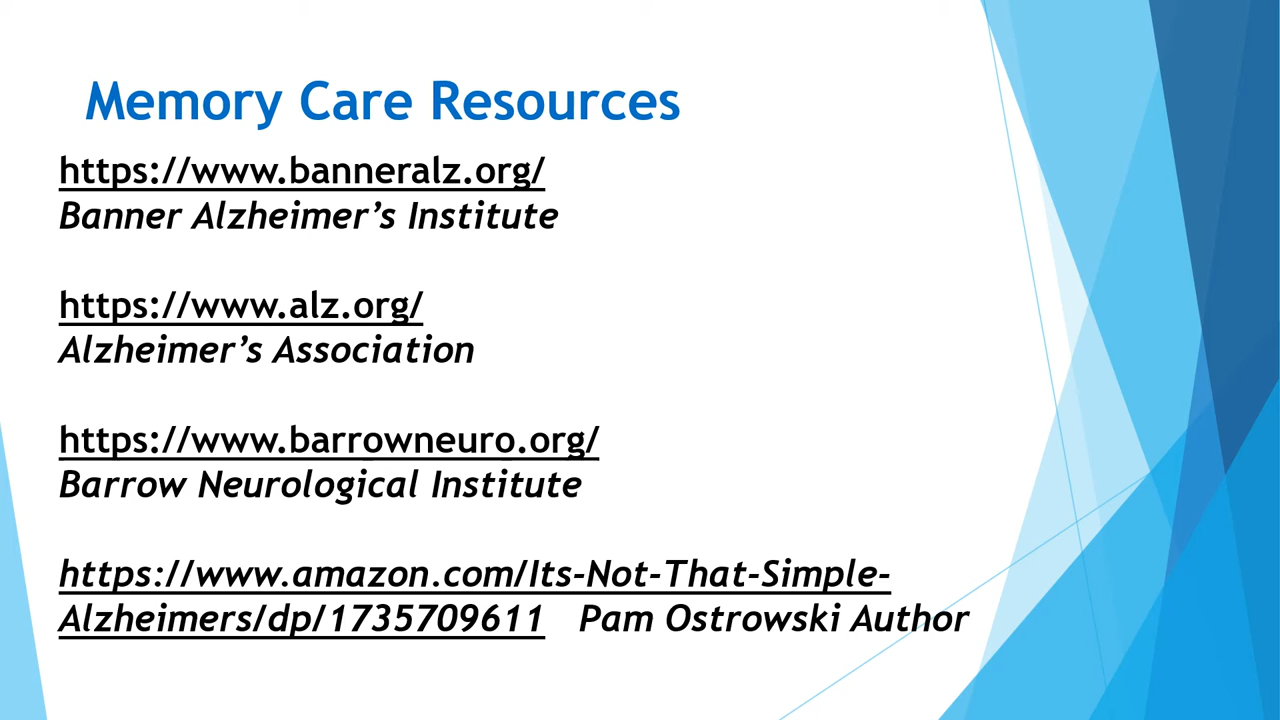 Memory Care Resources
https://www.banneralz.org/
Banner Alzheimer’s Institute
https://www.alz.org/
Alzheimer’s Association
https://www.barrowneuro.org/
Barrow Neurological Institute
https://www.amazon.com/Its-Not-That-Simple-
Alzheimers/dp/1735709611 Pam Ostrowski Author